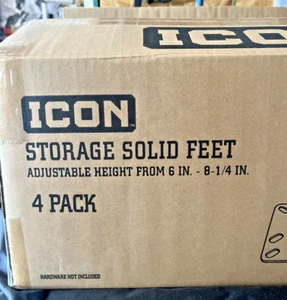 ICON
ICON
STORAGE SOLID FEET
ADJUSTABLE HEIGHT FROM 6 IN. - 8-1/4 IN.
4 PACK
HARDWARE NOT INCLUDED